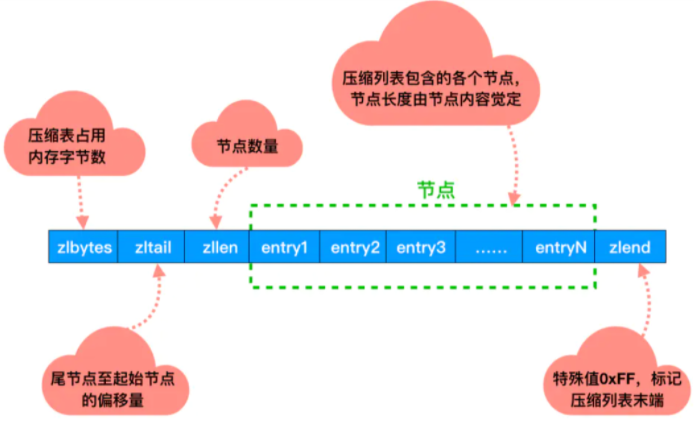 压缩列表包含的各个节点，
节点长度由节点内容觉定
压缩表占用
内存字节数
节点数量
节点
zlbytes zltail zllen entry1 entry2 entry3 …… entryN zlend
尾节点至起始节点
的偏移量
特殊值0xFF，标记
压缩列表末端